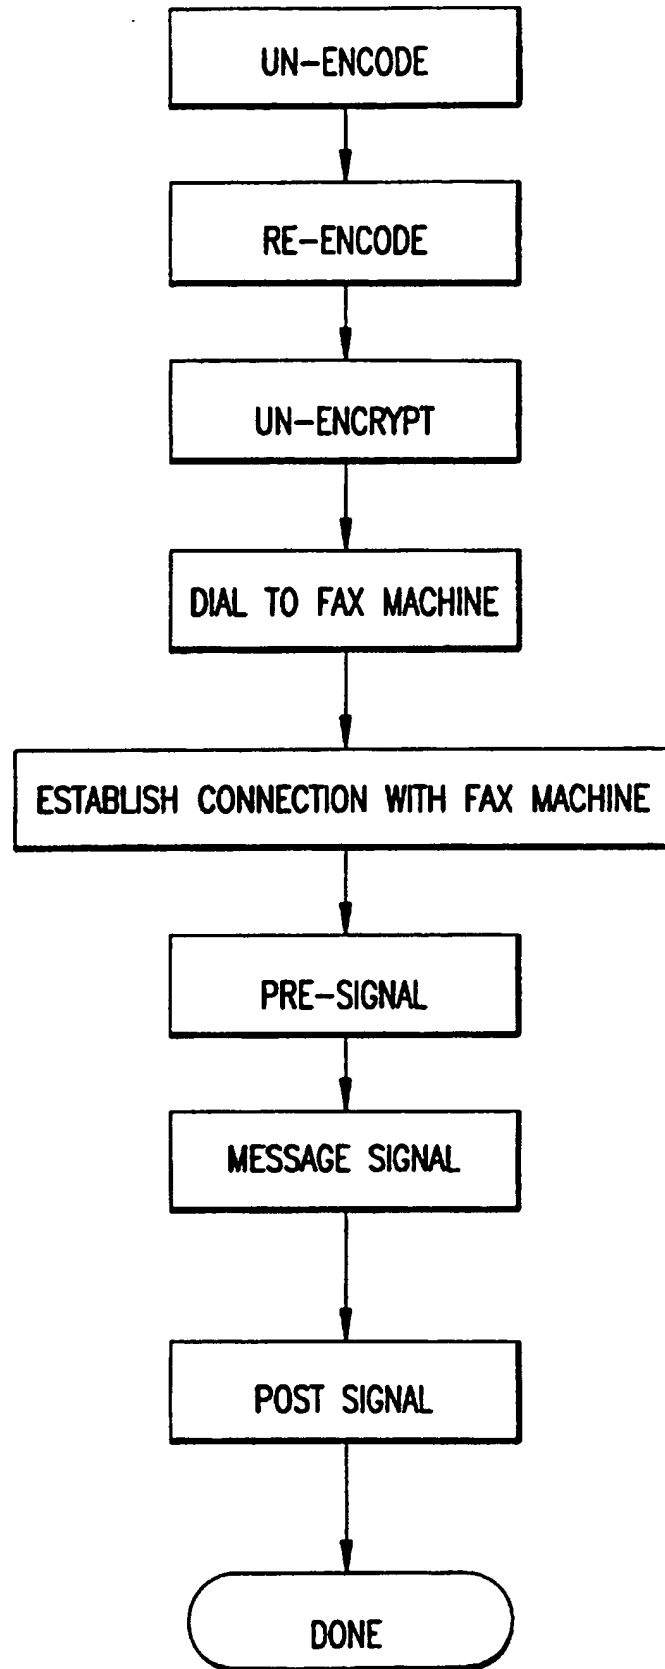 UN-ENCODE
RE-ENCODE
UN-ENCRYPT
DIAL TO FAX MACHINE
ESTABLISH CONNECTION WITH FAX MACHINE
PRE-SIGNAL
MESSAGE SIGNAL
POST SIGNAL
DONE